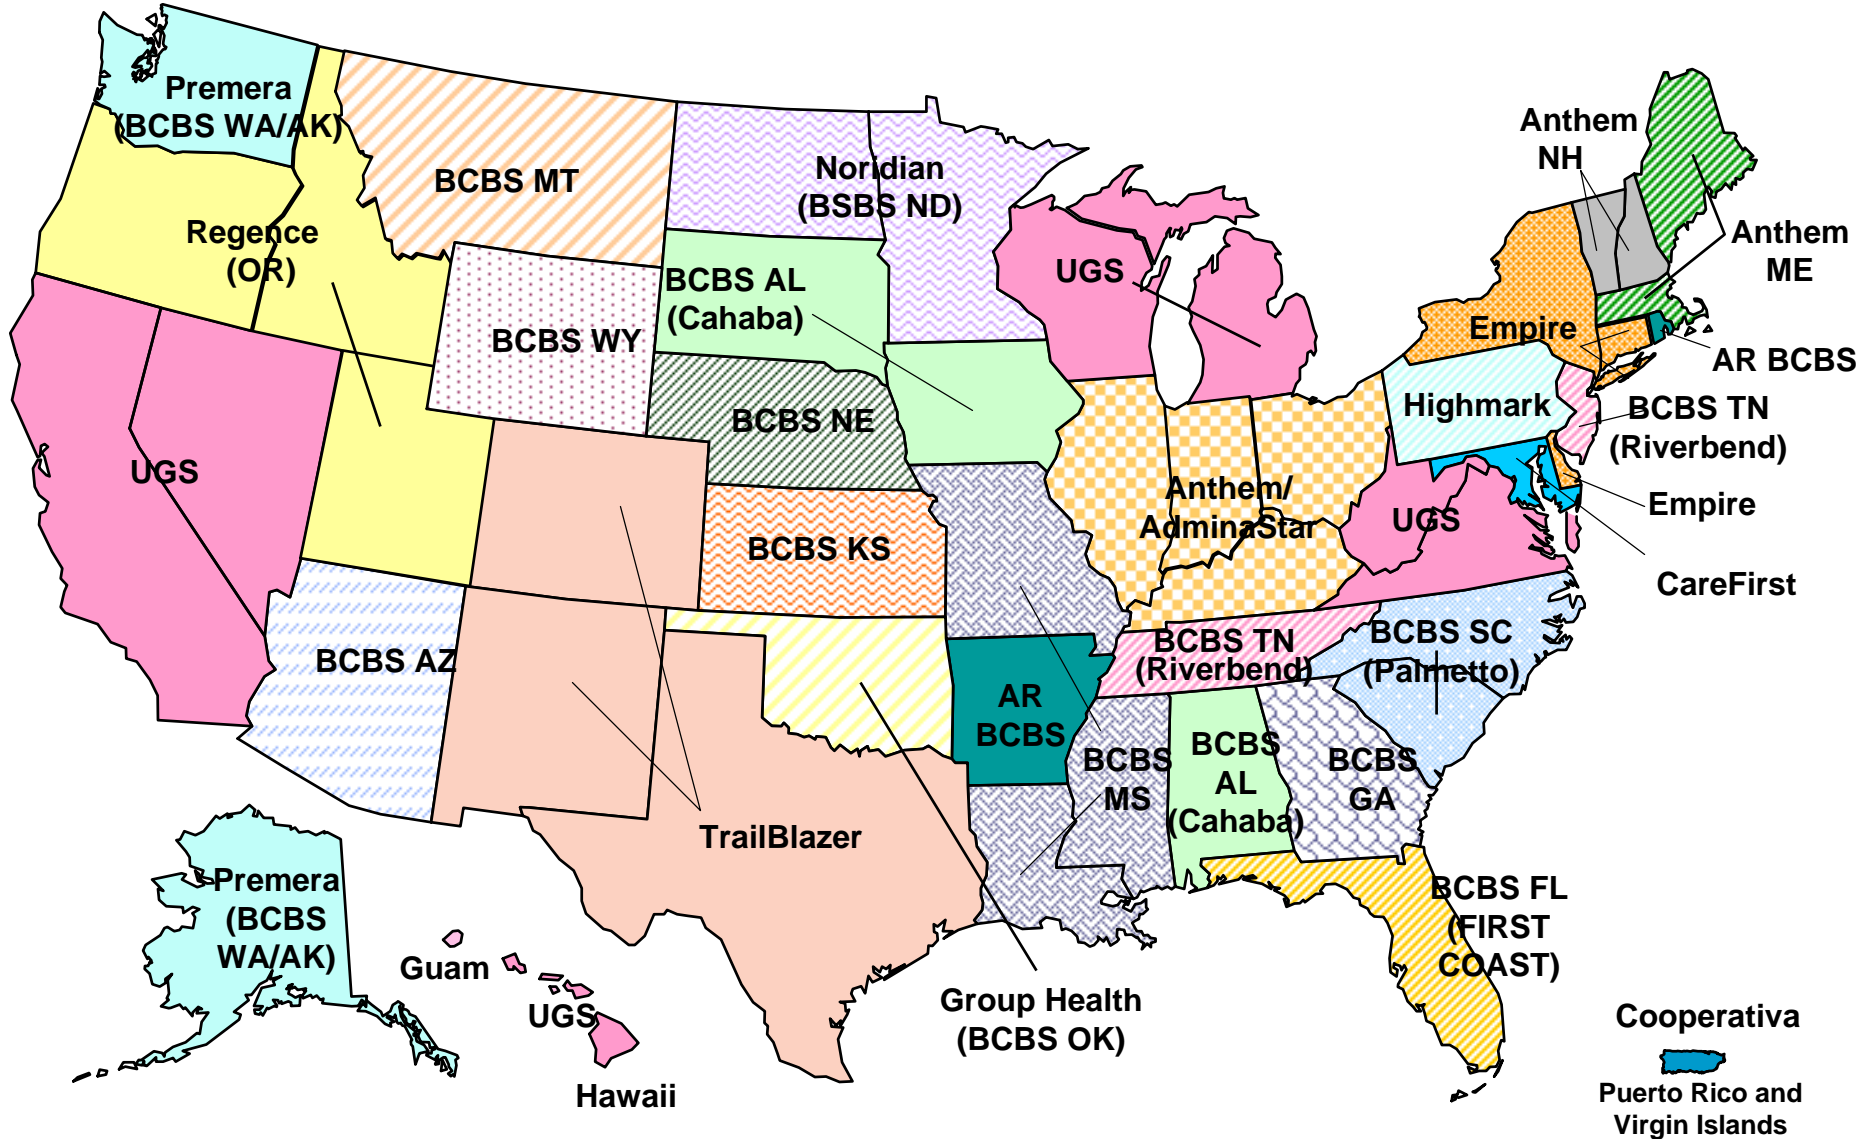 Premera
(BCBS WA/AK)
BCBS MT
Noridian
(BSBS ND)
Anthem
NH
Regence
(OR)
Anthem
ME
BCBS AL
(Cahaba)
UGS
BCBS WY
Empire
AR BCBS
BCBS NE
Highmark
BCBS TN
(Riverbend)
UGS
Anthem/
AdminaStar
UGS
Empire
BCBS KS
CareFirst
BCBS AZ
BCBS TN
(Riverbend)
BCBS SC
(Palmetto)
AR
BCBS
BCBS
MS
BCBS
AL
(Cahaba)
BCBS
GA
TrailBlazer
Premera
(BCBS
WA/AK)
BCBS FL
(FIRST
COAST)
Guam
UGS
Hawaii
Group Health
(BCBS OK)
Cooperativa
Puerto Rico and
Virgin Islands